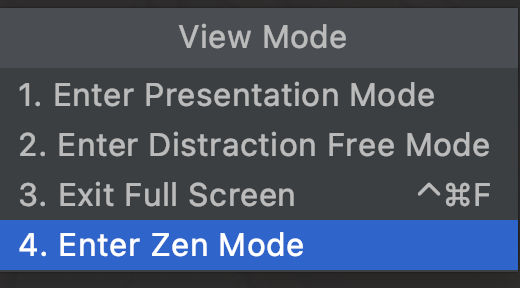 View Mode
1. Enter Presentation Mode
2. Enter Distraction Free Mode
3. Exit Full Screen ^⌘F
4. Enter Zen Mode